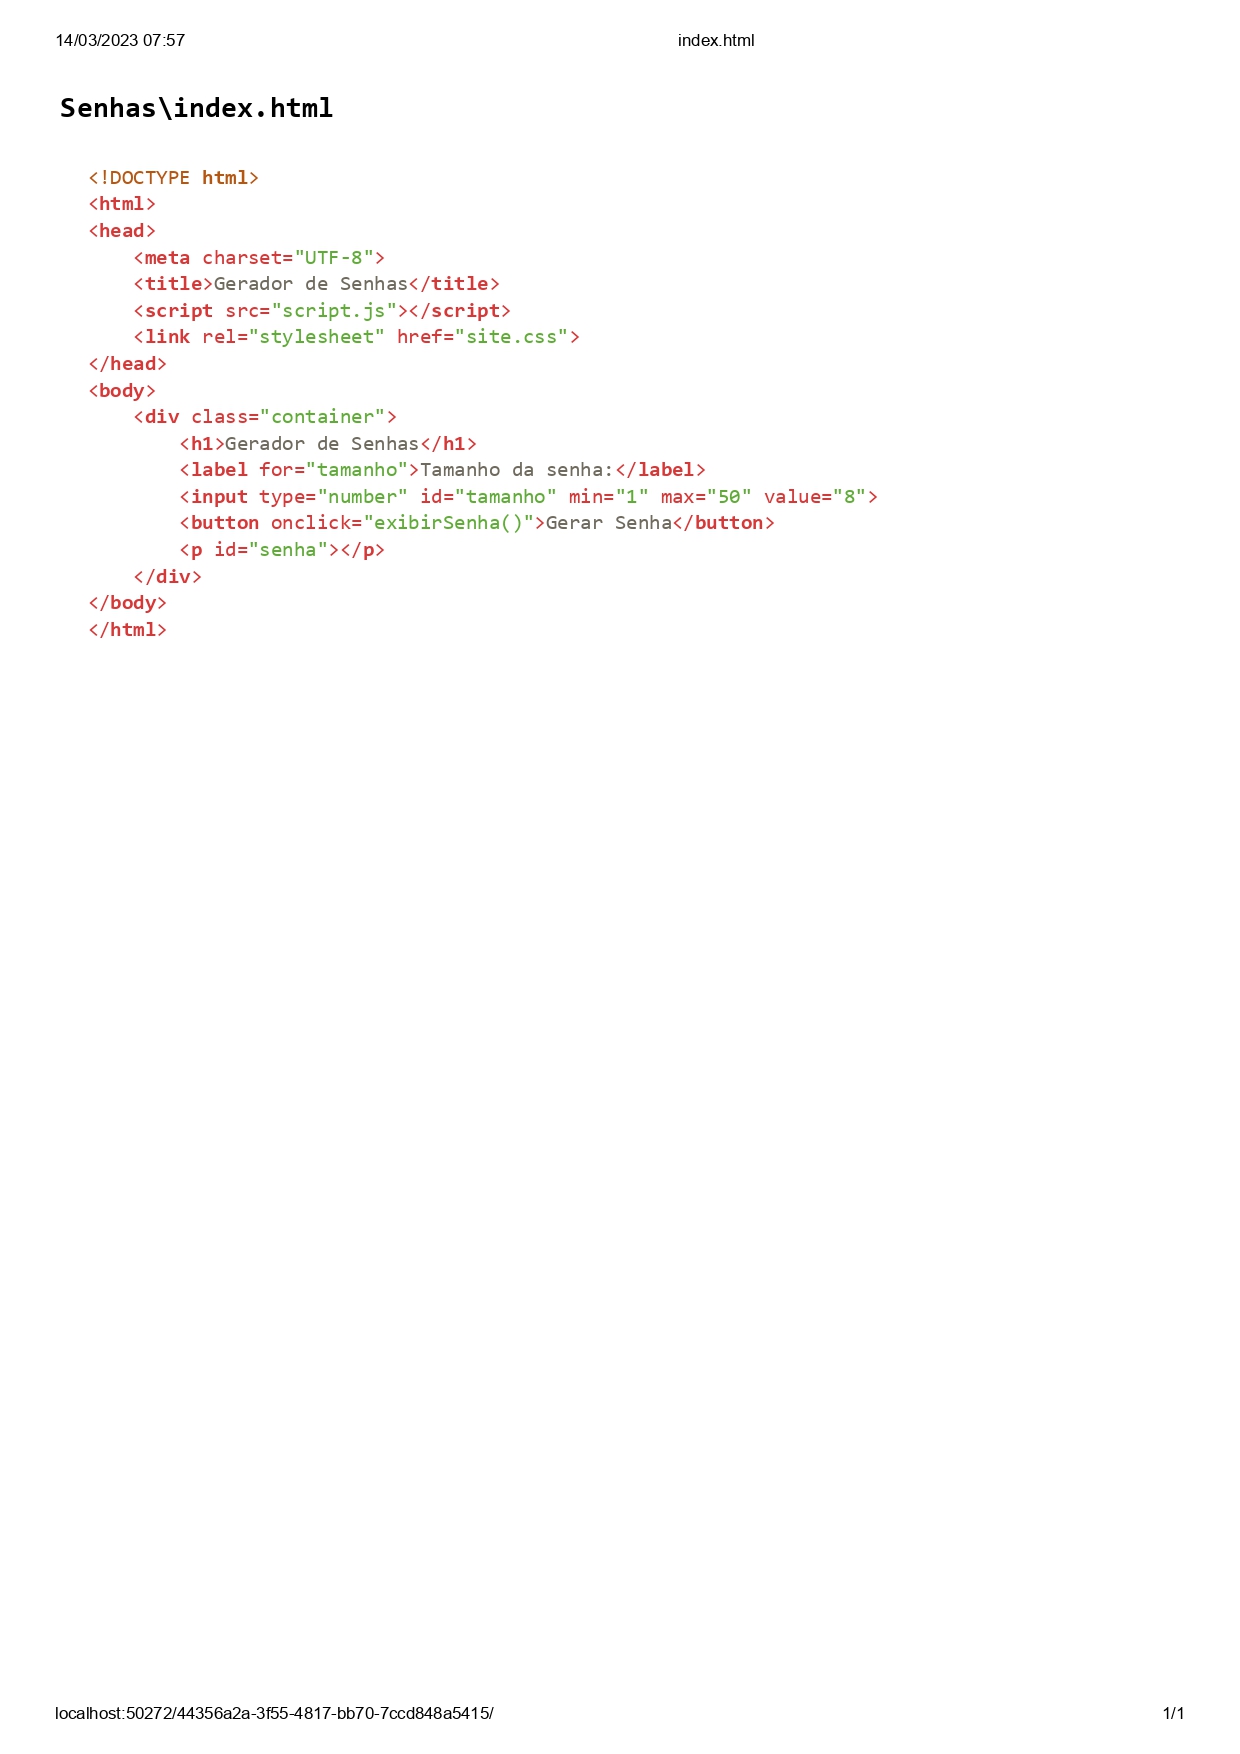 14/03/2023 07:57 index.html
Senhas\index.html
<!DOCTYPE html>
<html>
<head>
    <meta charset="UTF-8">
    <title>Gerador de Senhas</title>
    <script src="script.js"></script>
    <link rel="stylesheet" href="site.css">
</head>
<body>
    <div class="container">
        <h1>Gerador de Senhas</h1>
        <label for="tamanho">Tamanho da senha:</label>
        <input type="number" id="tamanho" min="1" max="50" value="8">
        <button onclick="exibirSenha()">Gerar Senha</button>
        <p id="senha"></p>
    </div>
</body>
</html>
localhost:50272/44356a2a-3f55-4817-bb70-7ccd848a5415/ 1/1